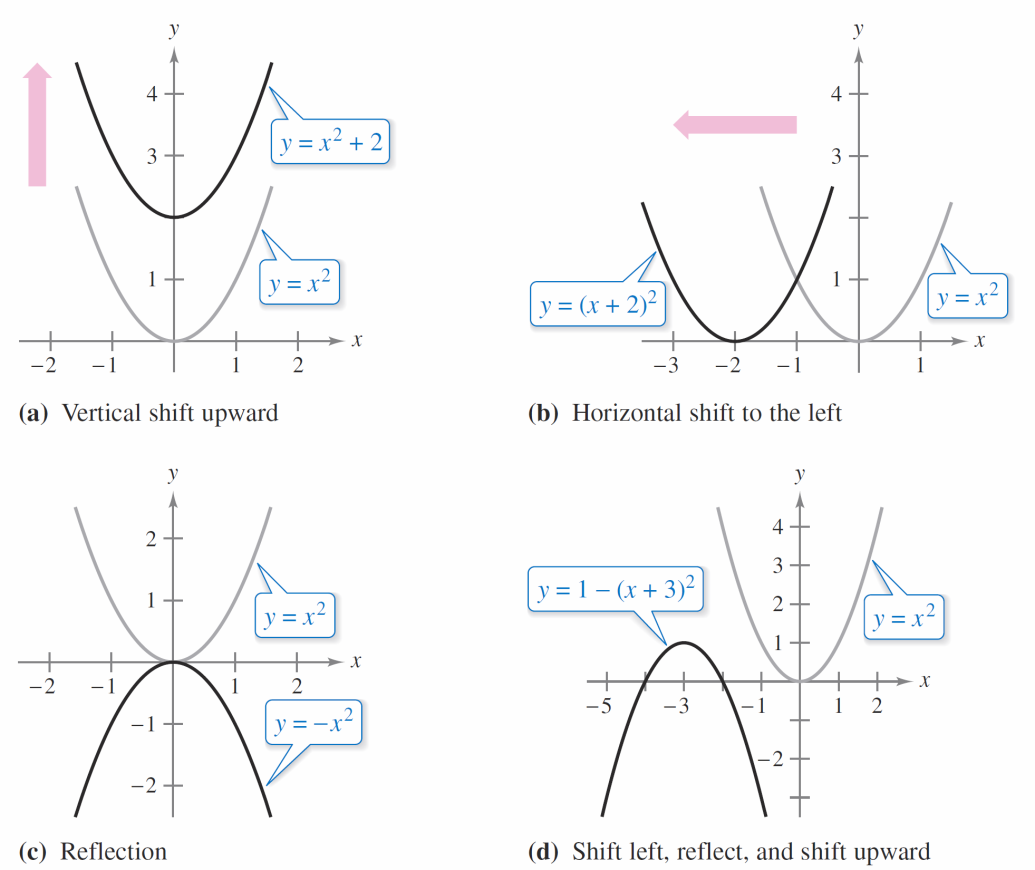 y
4
3
y = x² + 2
1
y = x²
x
−2 −1 1 2
(a) Vertical shift upward
y
4
3
1
y = (x + 2)²
y = x²
x
−3 −2 −1 1
(b) Horizontal shift to the left
y
2
1
y = x²
x
−2 −1 1 2
−1
y = −x²
−2
(c) Reflection
y
4
3
2
1
y = 1 − (x + 3)²
y = x²
x
−5 −3 −1 1 2
−2
(d) Shift left, reflect, and shift upward